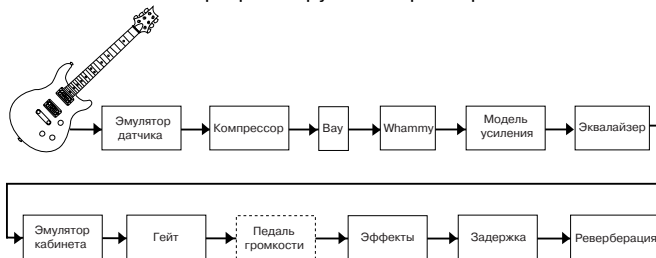 Эмулятор
датчика
Компрессор
Вау
Whammy
Модель
усиления
Эквалайзер
Эмулятор
кабинета
Гейт
Педаль
громкости
Эффекты
Задержка
Реверберация